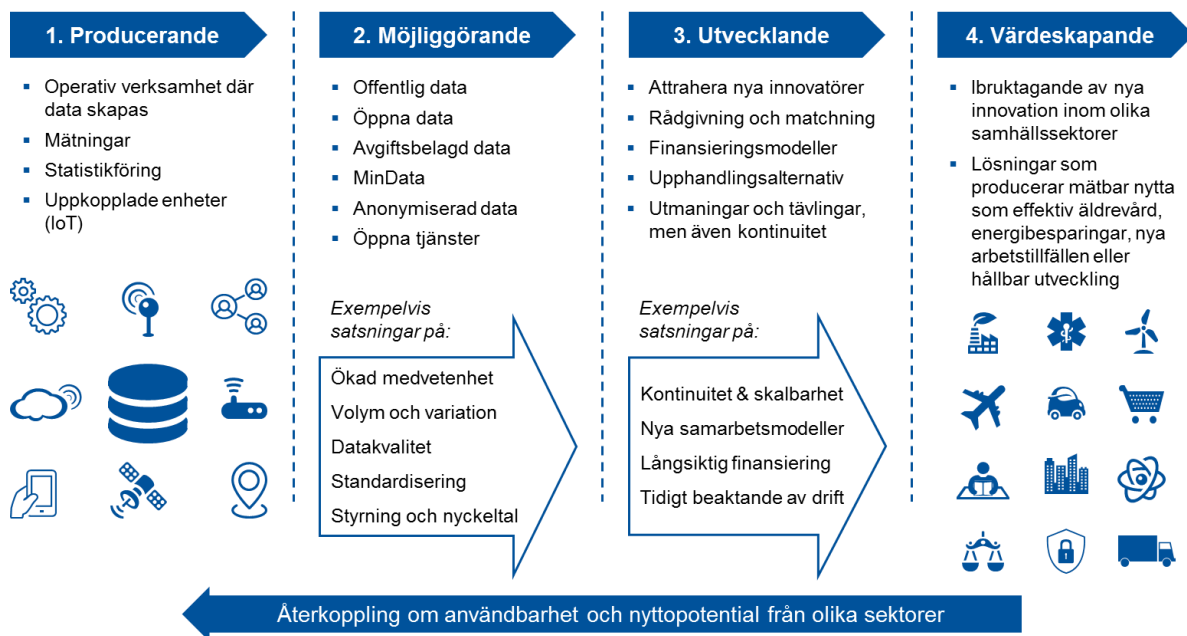 1. Producerande
Operativ verksamhet där
data skapas
Mätningar
Statistikföring
Uppkopplade enheter
(IoT)
2. Möjliggörande
Offentlig data
Öppna data
Avgiftsbelagd data
MinData
Anonymiserad data
Öppna tjänster
Exempelvis
satsningar på:
Ökad medvetenhet
Volym och variation
Datakvalitet
Standardisering
Styrning och nyckeltal
3. Utvecklande
Attrahera nya innovatörer
Rådgivning och matchning
Finansieringsmodeller
Upphandlingsalternativ
Utmaningar och tävlingar,
men även kontinuitet
Exempelvis
satsningar på:
Kontinuitet & skalbarhet
Nya samarbetsmodeller
Långsiktig finansiering
Tidigt beaktande av drift
4. Värdeskapande
Ibruktagande av nya
innovation inom olika
samhällssektorer
Lösningar som
producerar mätbar nytta
som effektiv äldrevård,
energibesparingar, nya
arbetstillfällen eller
hållbar utveckling
Återkoppling om användbarhet och nyttopotential från olika sektorer